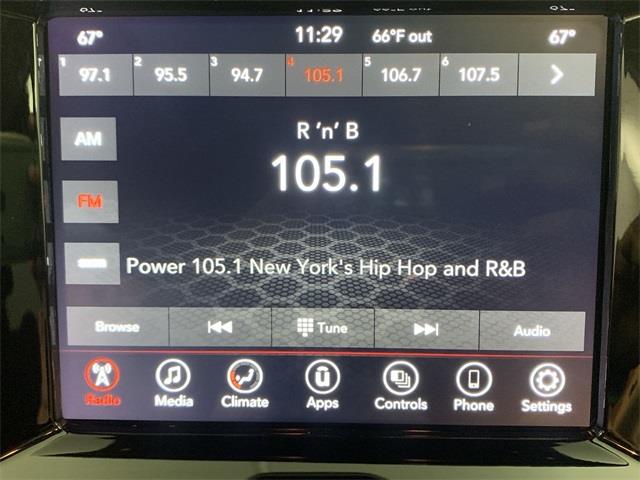 67° 11:29 66°F out 67°
1 97.1 2 95.5 3 94.7 4 105.1 5 106.7 6 107.5
AM
R 'n' B
105.1
FM
Power 105.1 New York's Hip Hop and R&B
Browse Tune Audio
Radio Media Climate Apps Controls Phone Settings